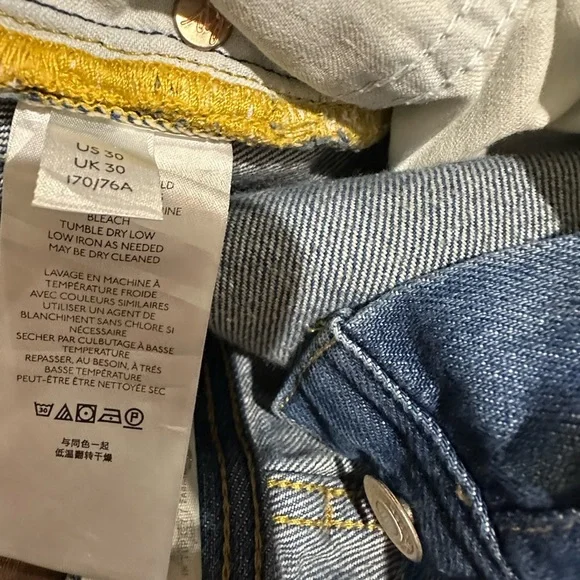 US 30
UK 30
170/76A
LD
INE
BLEACH
TUMBLE DRY LOW
LOW IRON AS NEEDED
MAY BE DRY CLEANED
LAVAGE EN MACHINE À
TEMPÉRATURE FROIDE
AVEC COULEURS SIMILAIRES
UTILISER UN AGENT DE
BLANCHIMENT SANS CHLORE SI
NÉCESSAIRE
SECHER PAR CULBUTAGE À BASSE
TEMPERATURE
REPASSER, AU BESOIN, À TRÈS
BASSE TEMPÉRATURE
PEUT-ÊTRE ÊTRE NETTOYÉE SEC
30
P
与同色一起
低温翻转干燥